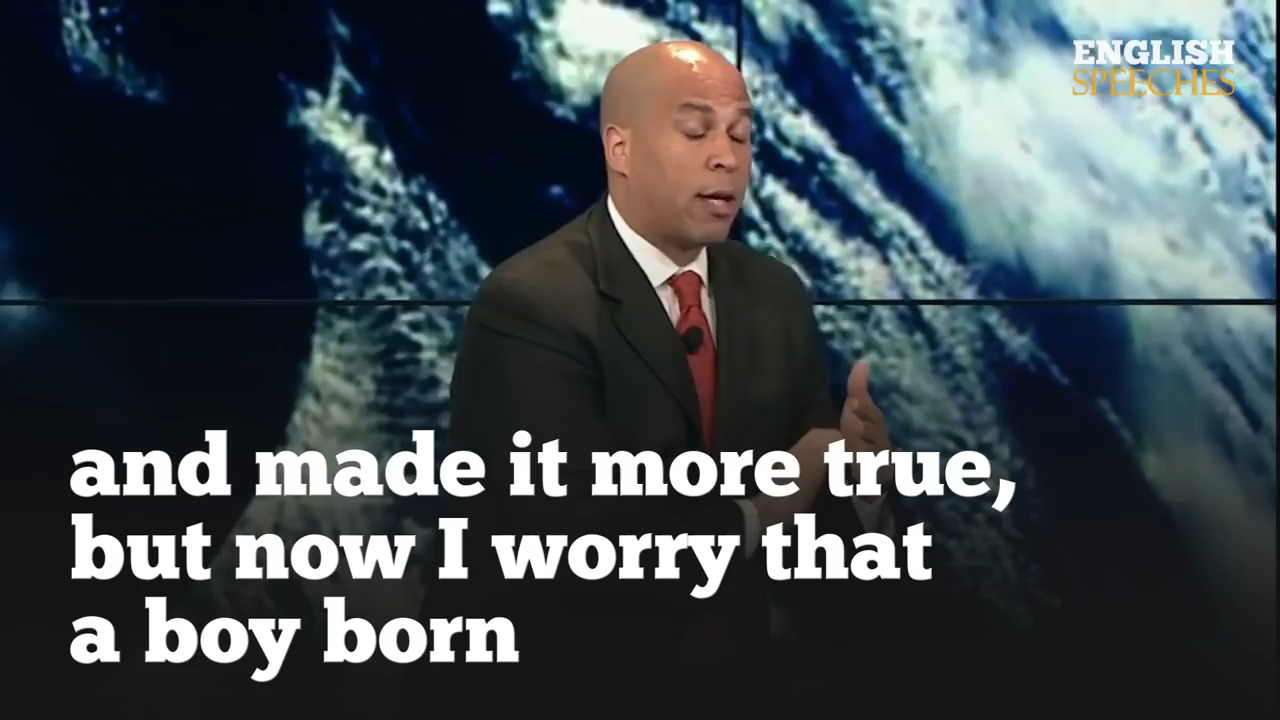 ENGLISH
SPEECHES
and made it more true,
but now I worry that
a boy born